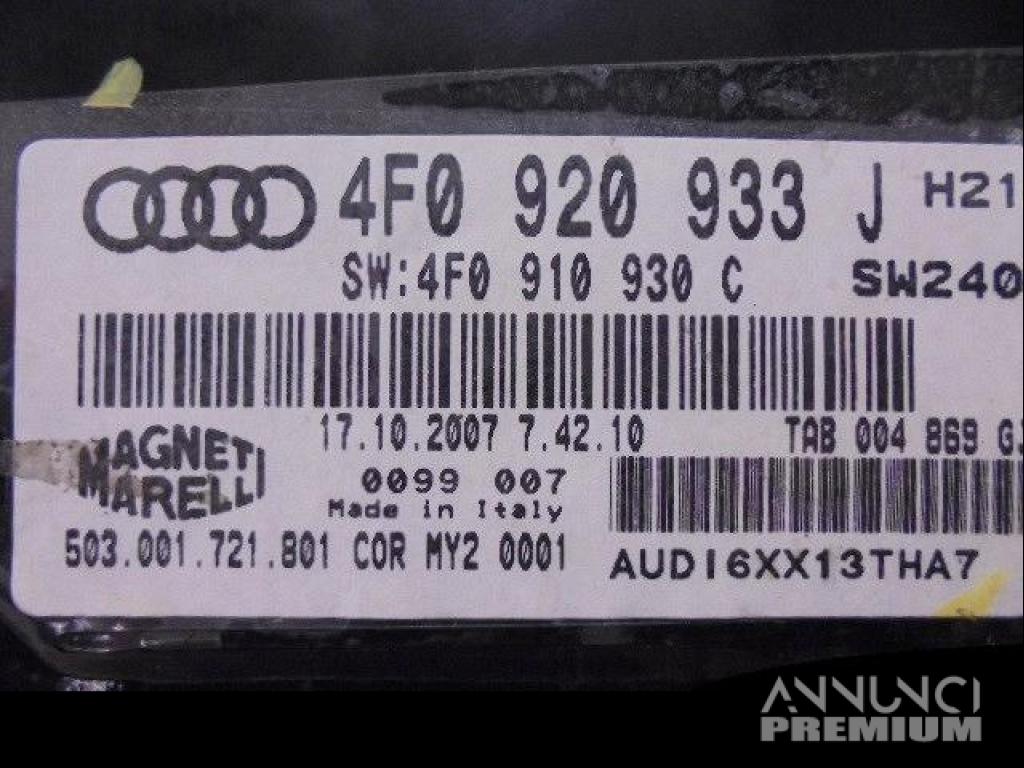 4F0 920 933 J H21
SW:4F0 910 930 C SW240
17.10.2007 7.42.10 TAB 004 869
MAGNETI
MARELLI
0099 007
Made in Italy
503.001.721.801 COR MY2 0001
AUDI6XX13THA7
ANNUNCI
PREMIUM